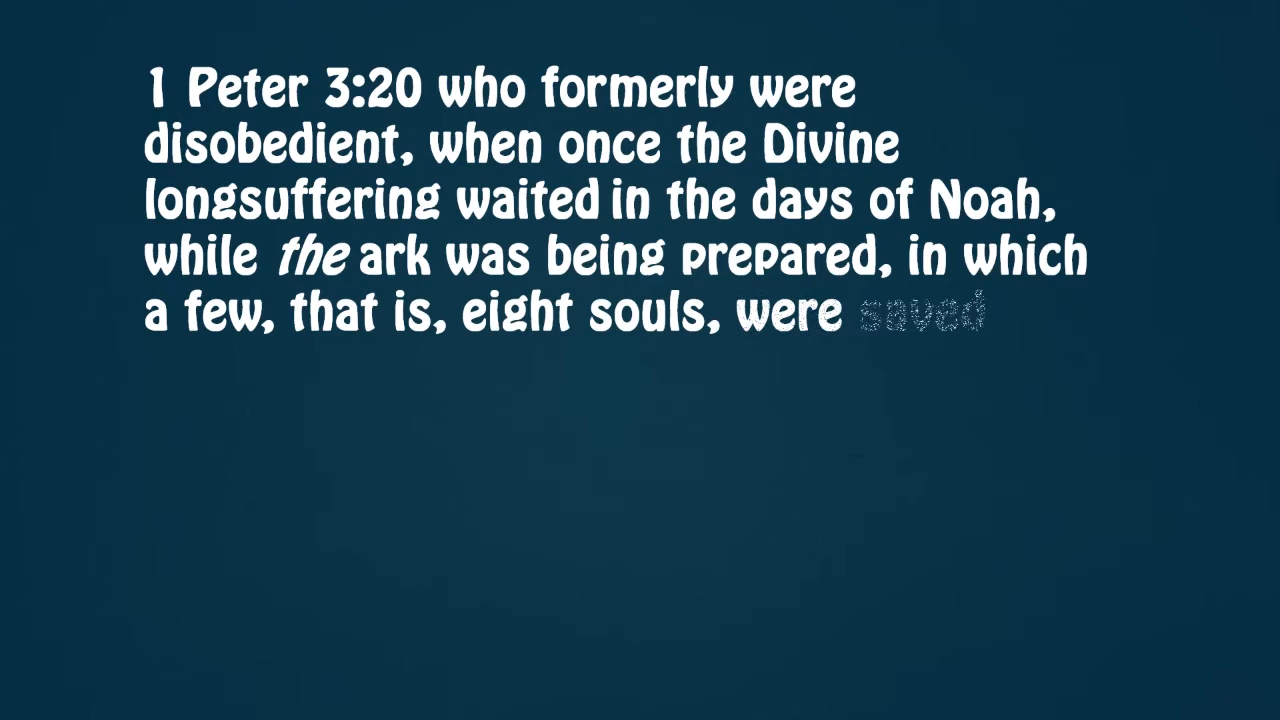 1 Peter 3:20 who formerly were
disobedient, when once the Divine
longsuffering waited in the days of Noah,
while the ark was being prepared, in which
a few, that is, eight souls, were saved